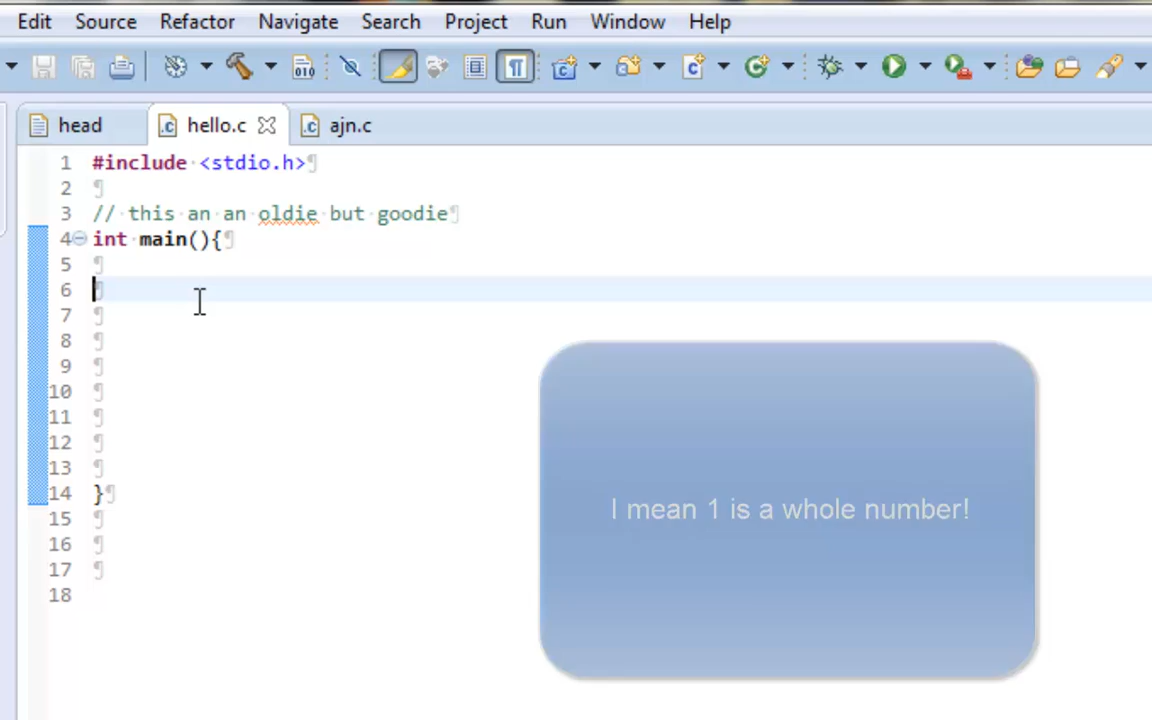 Edit Source Refactor Navigate Search Project Run Window Help
010
head hello.c ajn.c
1 #include <stdio.h>¶
2 ¶
3 // this an an oldie but goodie¶
4 int main(){¶
5 ¶
6 ¶
7 ¶
8 ¶
9 ¶
10 ¶
11 ¶
12 ¶
13 ¶
14 }¶
15 ¶
16 ¶
17 ¶
18
I mean 1 is a whole number!